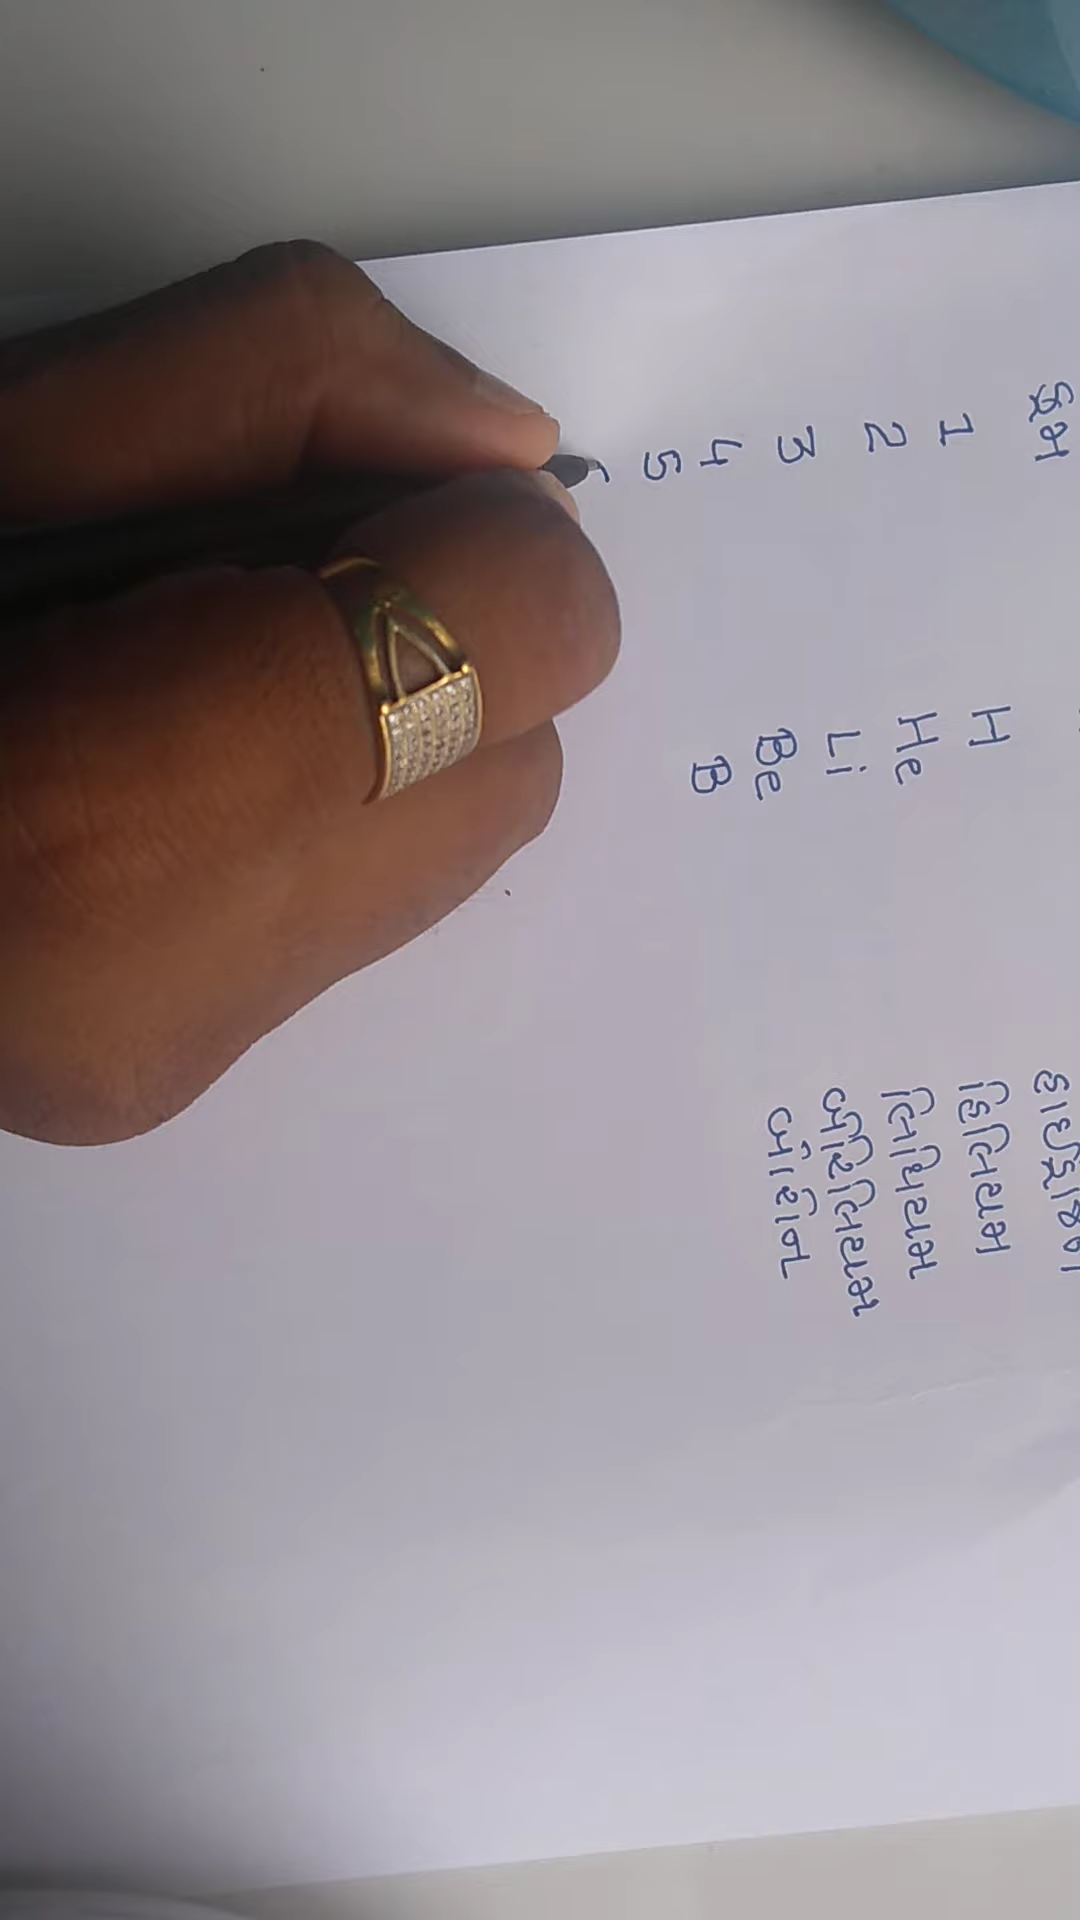 ક્રમ
1 H હાઇડ્રોજન
2 He હિલિયમ
3 Li લિથિયમ
4 Be બેરિલિયમ
5 B બોરોન